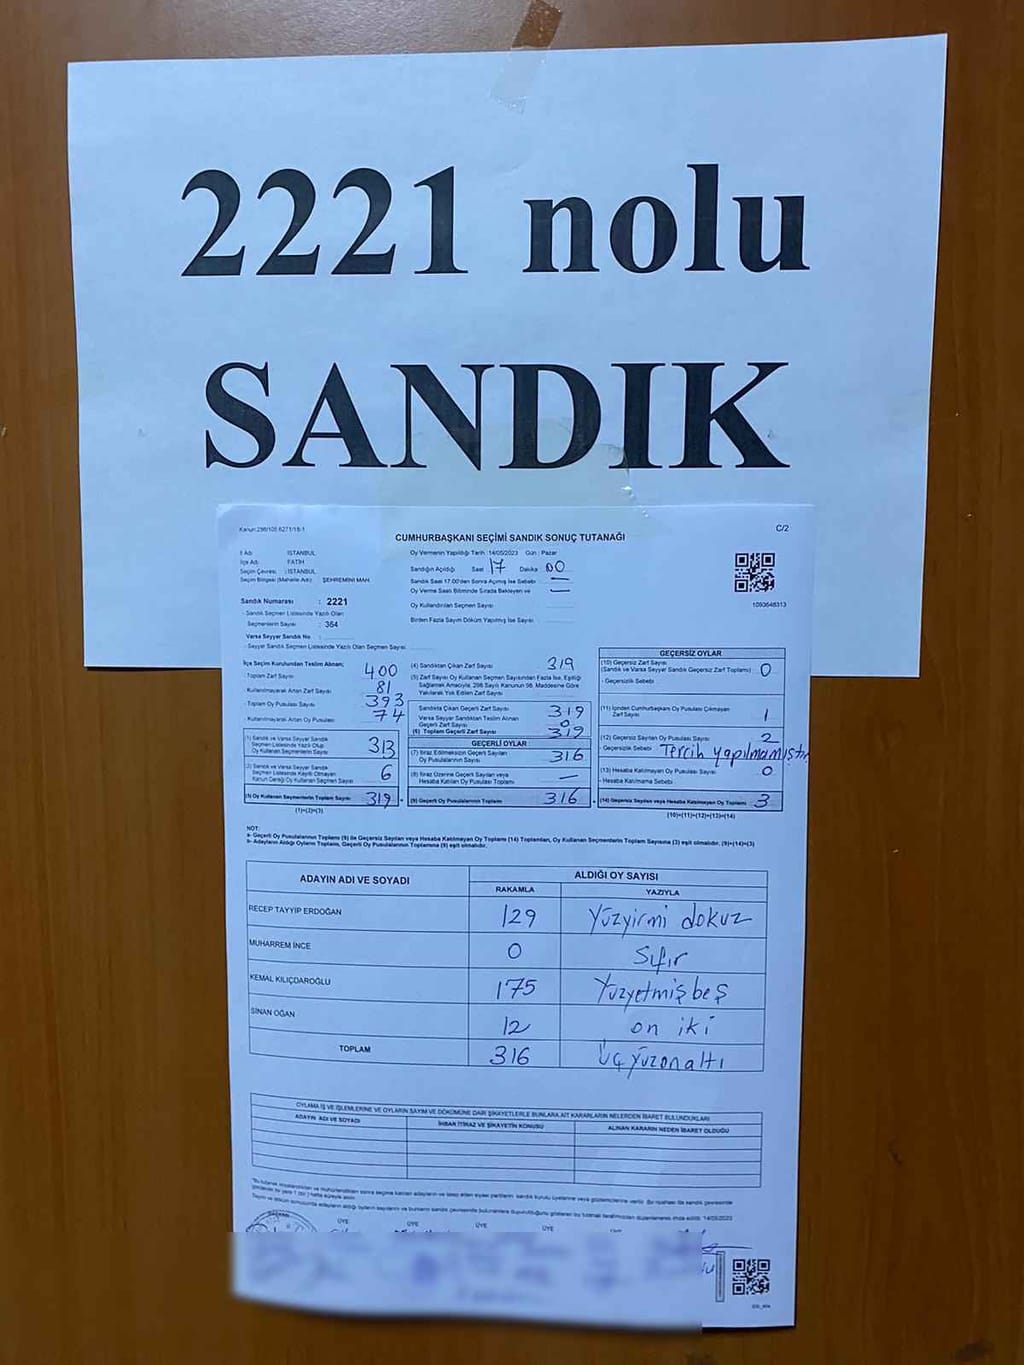 2221 nolu
SANDIK
Kanun:298/105 6271/18-1
C/2
CUMHURBAŞKANI SEÇİMİ SANDIK SONUÇ TUTANAĞI
İl Adı : İSTANBUL
İlçe Adı : FATİH
Seçim Çevresi : İSTANBUL
Seçim Bölgesi (Mahalle Adı) : ŞEHREMİNİ MAH.
Sandık Numarası : 2221
Sandık Seçmen Listesinde Yazılı Olan
Seçmenlerin Sayısı : 364
Varsa Seyyar Sandık No :
Seyyar Sandık Seçmen Listesinde Yazılı Olan Seçmen Sayısı
Oy Vermenin Yapıldığı Tarih :14/05/2023 Gün : Pazar
Sandığın Açıldığı Saat 17 Dakika 00
Sandık Saat 17.00'den Sonra Açılmış İse Sebebi —
Oy Verme Saati Bitiminde Sırada Bekleyen ve —
Oy Kullandırılan Seçmen Sayısı
Birden Fazla Sayım Döküm Yapılmış İse Sayısı
1093648313
İlçe Seçim Kurulundan Teslim Alınan;
- Toplam Zarf Sayısı 400
- Kullanılmayarak Artan Zarf Sayısı 81
- Toplam Oy Pusulası Sayısı 393
- Kullanılmayarak Artan Oy Pusulası 74
(1) Sandık ve Varsa Seyyar Sandık
Seçmen Listesinde Yazılı Olup
Oy Kullanan Seçmenlerin Sayısı 313
(2) Sandık ve Varsa Seyyar Sandık
Seçmen Listesinde Kayıtlı Olmayan
Kanun Gereği Oy Kullanan Seçmen Sayısı 6
(3) Oy Kullanan Seçmenlerin Toplam Sayısı 319
(1)+(2)=(3)
(4) Sandıktan Çıkan Zarf Sayısı 319
(5) Zarf Sayısı Oy Kullanan Seçmen Sayısından Fazla İse, Eşitliği
Sağlamak Amacıyla, 298 Sayılı Kanunun 98. Maddesine Göre
Yakılarak Yok Edilen Zarf Sayısı
Sandıkta Çıkan Geçerli Zarf Sayısı 319
Varsa Seyyar Sandıktan Teslim Alınan
Geçerli Zarf Sayısı 0
(6) Toplam Geçerli Zarf Sayısı 319
GEÇERLİ OYLAR
(7) İtiraz Edilmeksizin Geçerli Sayılan
Oy Pusulalarının Sayısı 316
(8) İtiraz Üzerine Geçerli Sayılan veya
Hesaba Katılan Oy Pusulası Toplamı —
(9) Geçerli Oy Pusulalarının Toplamı 316
GEÇERSİZ OYLAR
(10) Geçersiz Zarf Sayısı
(Sandık ve Varsa Seyyar Sandık Geçersiz Zarf Toplamı) 0
- Geçersizlik Sebebi
(11) İçinden Cumhurbaşkanı Oy Pusulası Çıkmayan
Zarf Sayısı 1
(12) Geçersiz Sayılan Oy Pusulası Sayısı 2
- Geçersizlik Sebebi Tercih yapılmamıştır
(13) Hesaba Katılmayan Oy Pusulası Sayısı 0
- Hesaba Katılmama Sebebi
(14) Geçersiz Sayılan veya Hesaba Katılmayan Oy Toplamı 3
(10)+(11)+(12)+(13)=(14)
NOT:
a- Geçerli Oy Pusulalarının Toplamı (9) ile Geçersiz Sayılan veya Hesaba Katılmayan Oy Toplamı (14) Toplamları, Oy Kullanan Seçmenlerin Toplam Sayısına (3) eşit olmalıdır. (9)+(14)=(3)
b- Adayların Aldığı Oyların Toplamı, Geçerli Oy Pusulalarının Toplamına (9) eşit olmalıdır.
ADAYIN ADI VE SOYADI
ALDIĞI OY SAYISI
RAKAMLA YAZIYLA
RECEP TAYYİP ERDOĞAN 129 Yüzyirmi dokuz
MUHARREM İNCE 0 Sıfır
KEMAL KILIÇDAROĞLU 175 Yüzyetmişbeş
SİNAN OĞAN 12 on iki
TOPLAM 316 Üçyüzonaltı
OYLAMA İŞ VE İŞLEMLERİNE VE OYLARIN SAYIM VE DÖKÜMÜNE DAİR ŞİKAYETLERLE BUNLARA AİT KARARLARIN NELERDEN İBARET BULUNDUKLARI
ADAYIN ADI VE SOYADI
İHBAR İTİRAZ VE ŞİKAYETİN KONUSU
ALINAN KARARIN NEDEN İBARET OLDUĞU
BAŞKAN ÜYE ÜYE ÜYE ÜYE